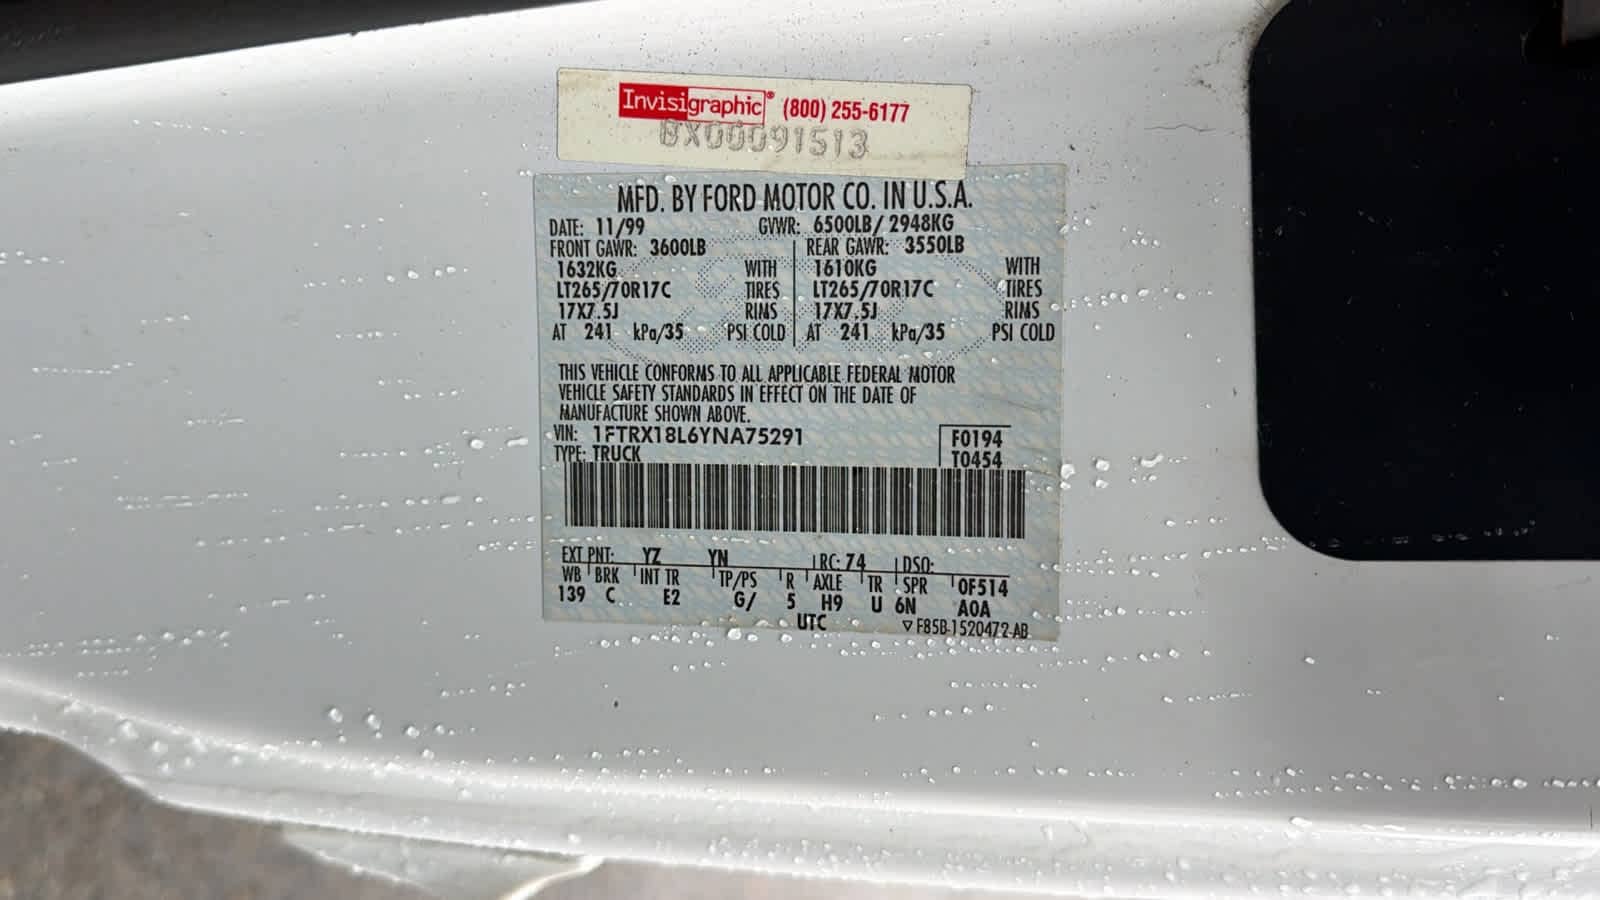 Invisigraphic® (800) 255-6177
BX00091513
MFD. BY FORD MOTOR CO. IN U.S.A.
DATE: 11/99 GVWR: 6500LB/ 2948KG
FRONT GAWR: 3600LB REAR GAWR: 3550LB
1632KG WITH 1610KG WITH
LT265/70R17C TIRES LT265/70R17C TIRES
17X7.5J RIMS 17X7.5J RIMS
AT 241 kPa/35 PSI COLD AT 241 kPa/35 PSI COLD
THIS VEHICLE CONFORMS TO ALL APPLICABLE FEDERAL MOTOR
VEHICLE SAFETY STANDARDS IN EFFECT ON THE DATE OF
MANUFACTURE SHOWN ABOVE.
VIN: 1FTRX18L6YNA75291 F0194
TYPE: TRUCK T0454
EXT PNT: YZ YN RC: 74 DSO:
WB BRK INT TR TP/PS R AXLE TR SPR 0F514
139 C E2 G/ 5 H9 U 6N A0A
UTC ▽ F85B-1520472-AB